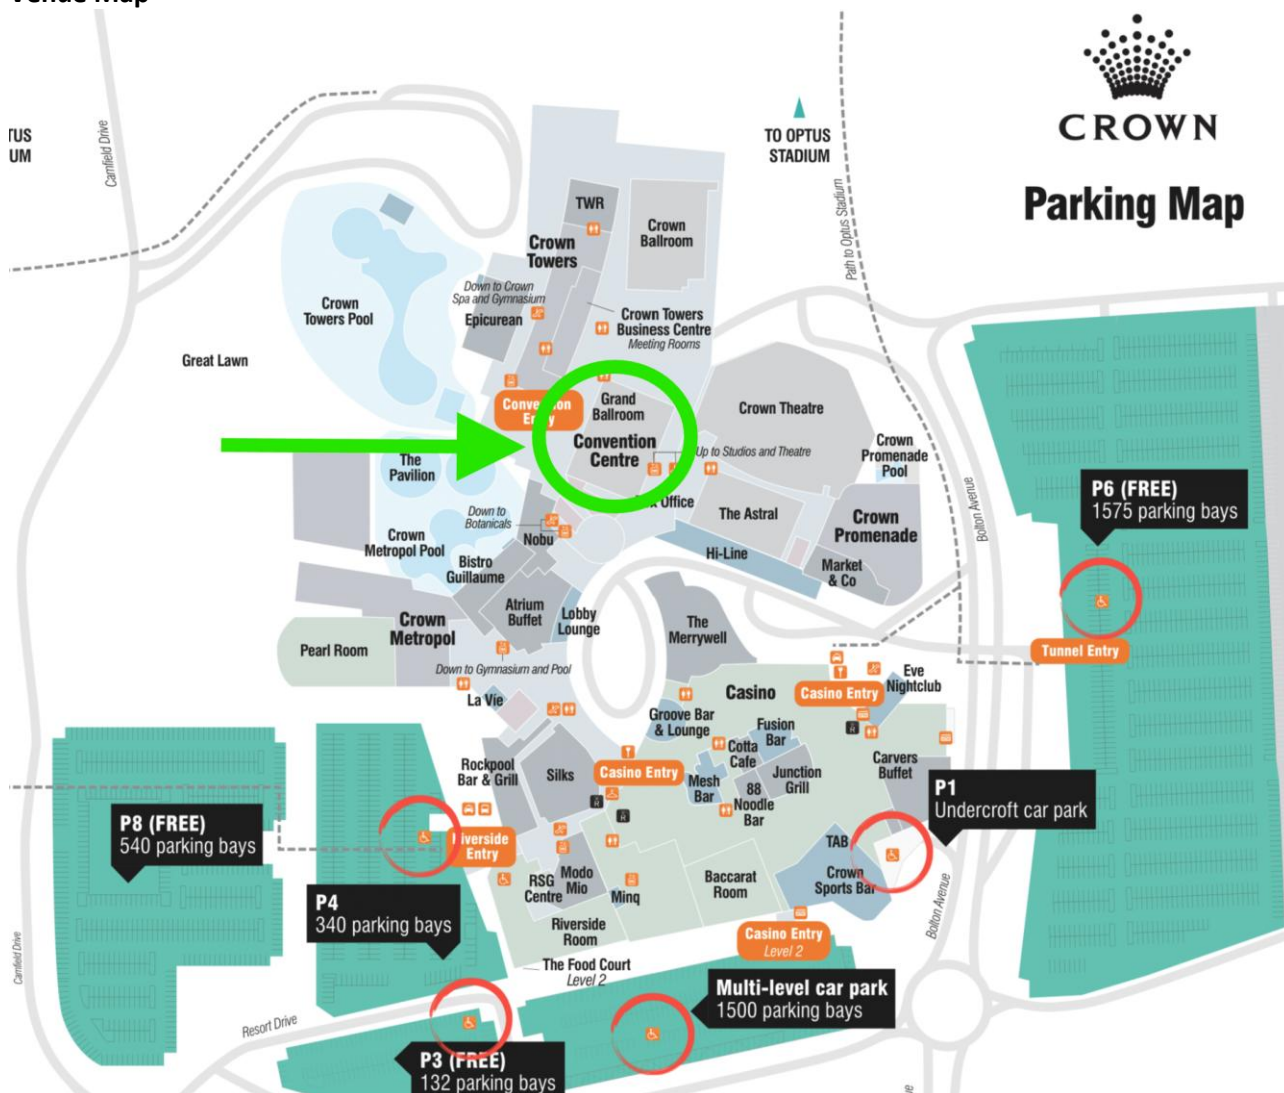 Venue Map
CROWN
Parking Map
TO OPTUS
STADIUM
TUS
UM
Camfield Drive
Path to Optus Stadium
TWR
Crown
Ballroom
Crown
Towers
Down to Crown
Spa and Gymnasium
Epicurean
Crown Towers
Business Centre
Meeting Rooms
Crown
Towers Pool
Great Lawn
Convention
Entry
Grand
Ballroom
Convention
Centre
Crown Theatre
Up to Studios and Theatre
Crown
Promenade
Pool
The
Pavilion
Box Office
The Astral
Crown
Promenade
Bolton Avenue
P6 (FREE)
1575 parking bays
Down to
Botanicals
Nobu
Crown
Metropol Pool
Hi-Line
Market
& Co
Bistro
Guillaume
Atrium
Buffet
Lobby
Lounge
The
Merrywell
Crown
Metropol
Pearl Room
Down to Gymnasium and Pool
Tunnel Entry
La Vie
Casino
Casino Entry
Eve
Nightclub
Groove Bar
& Lounge
Fusion
Bar
Cotta
Cafe
Rockpool
Bar & Grill
Silks
Casino Entry
Mesh
Bar
88
Noodle
Bar
Junction
Grill
Carvers
Buffet
P1
Undercroft car park
P8 (FREE)
540 parking bays
Riverside
Entry
TAB
Crown
Sports Bar
RSG
Centre
Modo
Mio
Minq
Baccarat
Room
P4
340 parking bays
Riverside
Room
Casino Entry
Level 2
Bolton Avenue
The Food Court
Level 2
Camfield Drive
Resort Drive
Multi-level car park
1500 parking bays
P3 (FREE)
132 parking bays